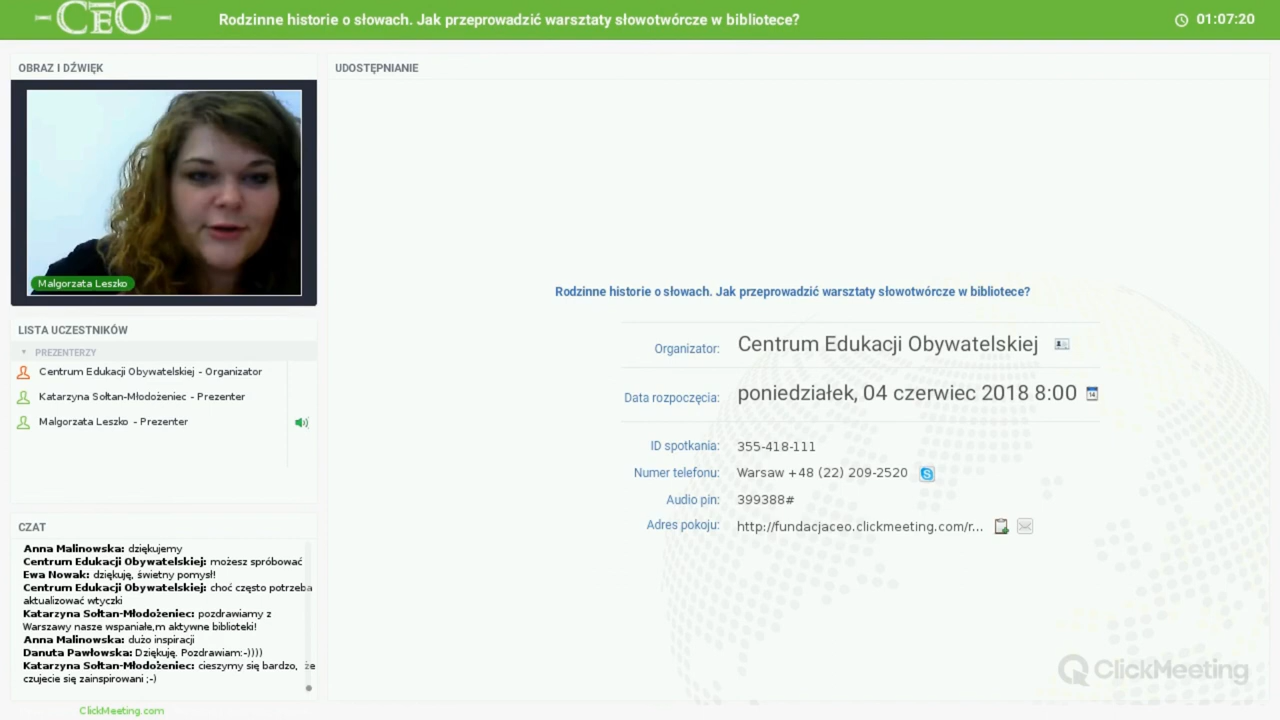 CEO
Rodzinne historie o słowach. Jak przeprowadzić warsztaty słowotwórcze w bibliotece?
01:07:20
OBRAZ I DŹWIĘK
Malgorzata Leszko
LISTA UCZESTNIKÓW
PREZENTERZY
Centrum Edukacji Obywatelskiej - Organizator
Katarzyna Sołtan-Młodożeniec - Prezenter
Malgorzata Leszko - Prezenter
CZAT
Anna Malinowska: dziękujemy
Centrum Edukacji Obywatelskiej: możesz spróbować
Ewa Nowak: dziękuję, świetny pomysł!
Centrum Edukacji Obywatelskiej: choć często potrzeba
aktualizować wtyczki
Katarzyna Sołtan-Młodożeniec: pozdrawiamy z
Warszawy nasze wspaniałe,m aktywne biblioteki!
Anna Malinowska: dużo inspiracji
Danuta Pawłowska: Dziękuję. Pozdrawiam:-))))
Katarzyna Sołtan-Młodożeniec: cieszymy się bardzo, że
czujecie się zainspirowani ;-)
ClickMeeting.com
UDOSTĘPNIANIE
Rodzinne historie o słowach. Jak przeprowadzić warsztaty słowotwórcze w bibliotece?
Organizator: Centrum Edukacji Obywatelskiej
Data rozpoczęcia: poniedziałek, 04 czerwiec 2018 8:00
14
ID spotkania: 355-418-111
Numer telefonu: Warsaw +48 (22) 209-2520
Audio pin: 399388#
Adres pokoju: http://fundacjaceo.clickmeeting.com/r...
ClickMeeting